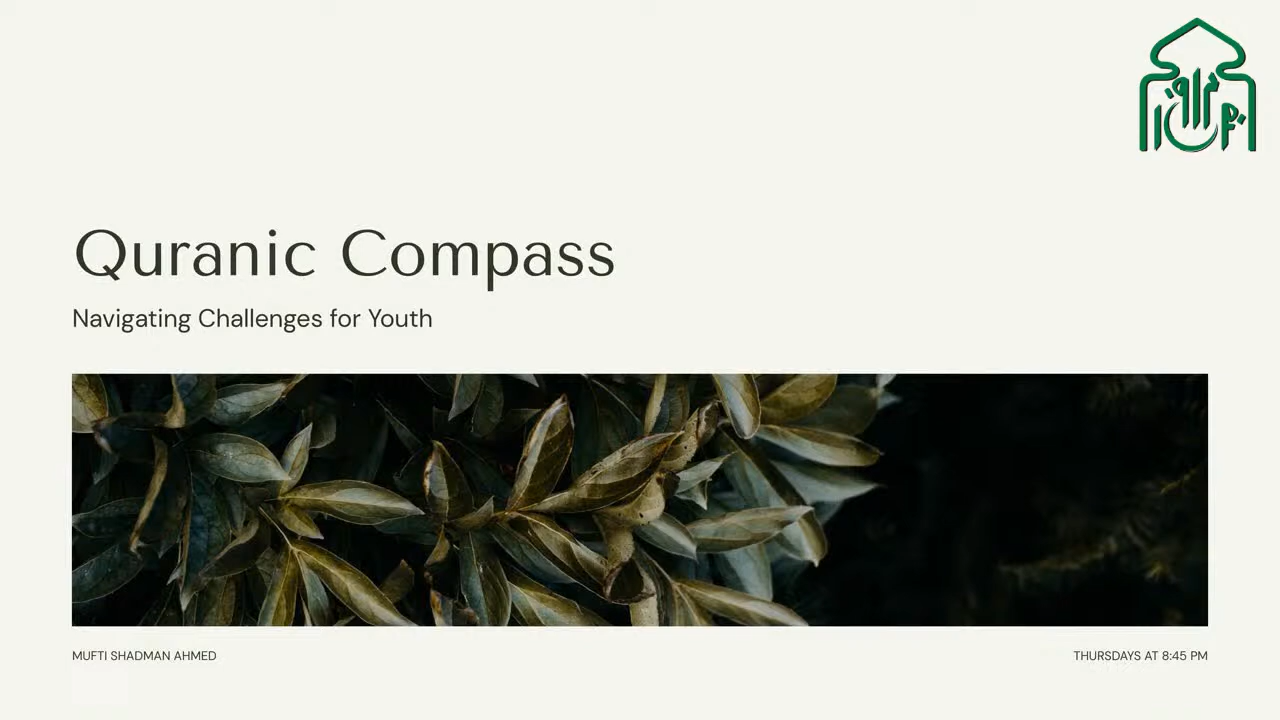 Quranic Compass
Navigating Challenges for Youth
MUFTI SHADMAN AHMED
THURSDAYS AT 8:45 PM